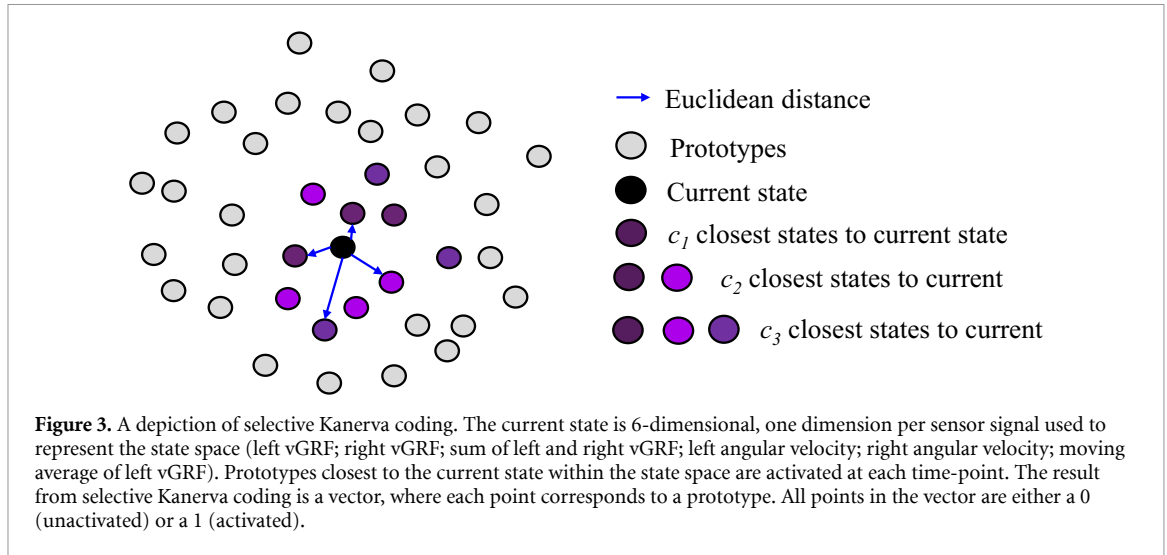 Euclidean distance
Prototypes
Current state
c1 closest states to current state
c2 closest states to current
c3 closest states to current
Figure 3. A depiction of selective Kanerva coding. The current state is 6-dimensional, one dimension per sensor signal used to
represent the state space (left vGRF; right vGRF; sum of left and right vGRF; left angular velocity; right angular velocity; moving
average of left vGRF). Prototypes closest to the current state within the state space are activated at each time-point. The result
from selective Kanerva coding is a vector, where each point corresponds to a prototype. All points in the vector are either a 0
(unactivated) or a 1 (activated).